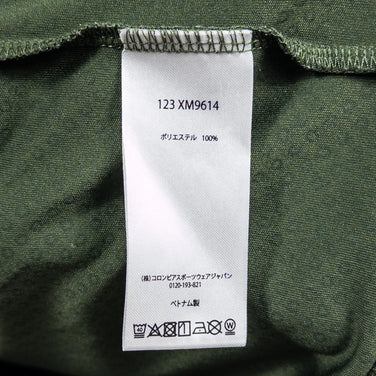 123 XM9614
ポリエステル 100%
(株)コロンビアスポーツウェアジャパン
0120-193-821
ベトナム製